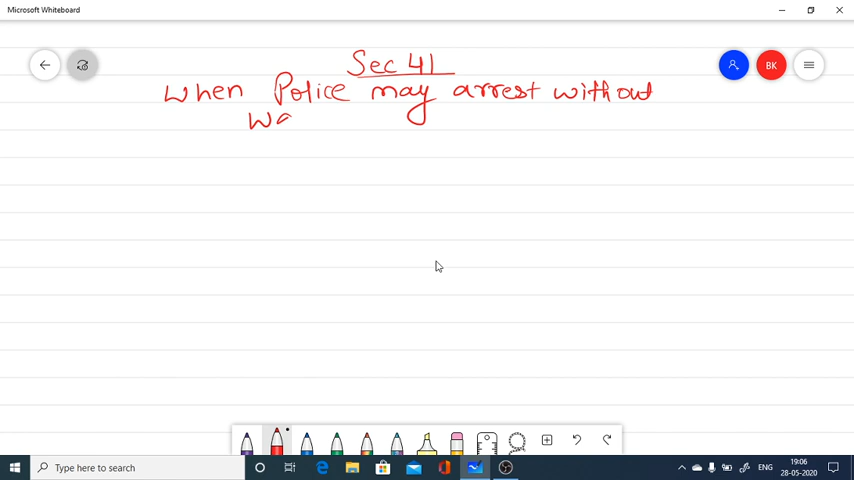 Microsoft Whiteboard
Sec 41
BK
when Police may arrest without
Wa
Type here to search
ENG
19:06
28-05-2020